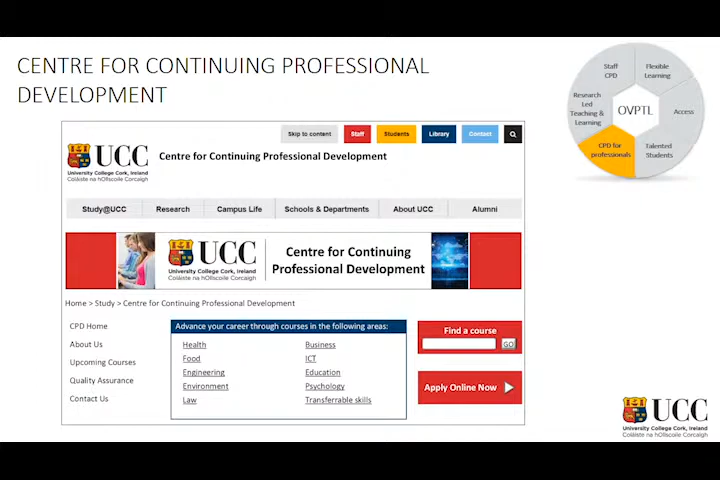 CENTRE FOR CONTINUING PROFESSIONAL
DEVELOPMENT
Staff
CPD
Flexible
Learning
Research
Led
Teaching &
Learning
OVPTL
Access
CPD for
professionals
Talented
Students
Skip to content
Staff
Students
Library
Contact
UCC
University College Cork, Ireland
Coláiste na hOllscoile Corcaigh
Centre for Continuing Professional Development
Study@UCC
Research
Campus Life
Schools & Departments
About UCC
Alumni
UCC
University College Cork, Ireland
Coláiste na hOllscoile Corcaigh
Centre for Continuing
Professional Development
Home > Study > Centre for Continuing Professional Development
CPD Home
About Us
Upcoming Courses
Quality Assurance
Contact Us
Advance your career through courses in the following areas:
Health
Food
Engineering
Environment
Law
Business
ICT
Education
Psychology
Transferrable skills
Find a course
GO
Apply Online Now
UCC
University College Cork, Ireland
Coláiste na hOllscoile Corcaigh